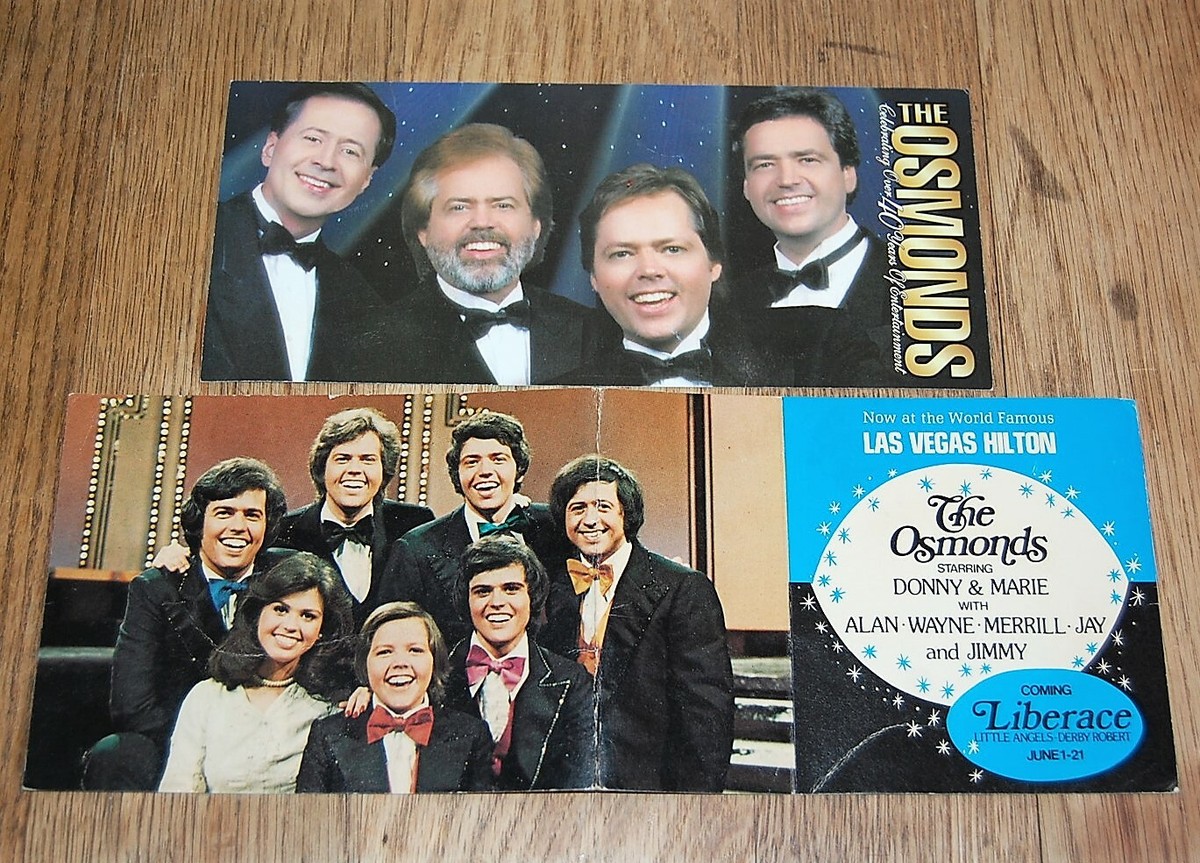 THE
OSMONDS
Celebrating Over 40 Years Of Entertainment
Now at the World Famous
LAS VEGAS HILTON
The
Osmonds
STARRING
DONNY & MARIE
WITH
ALAN · WAYNE · MERRILL · JAY
and JIMMY
COMING
Liberace
LITTLE ANGELS · DERBY ROBERT
JUNE 1-21